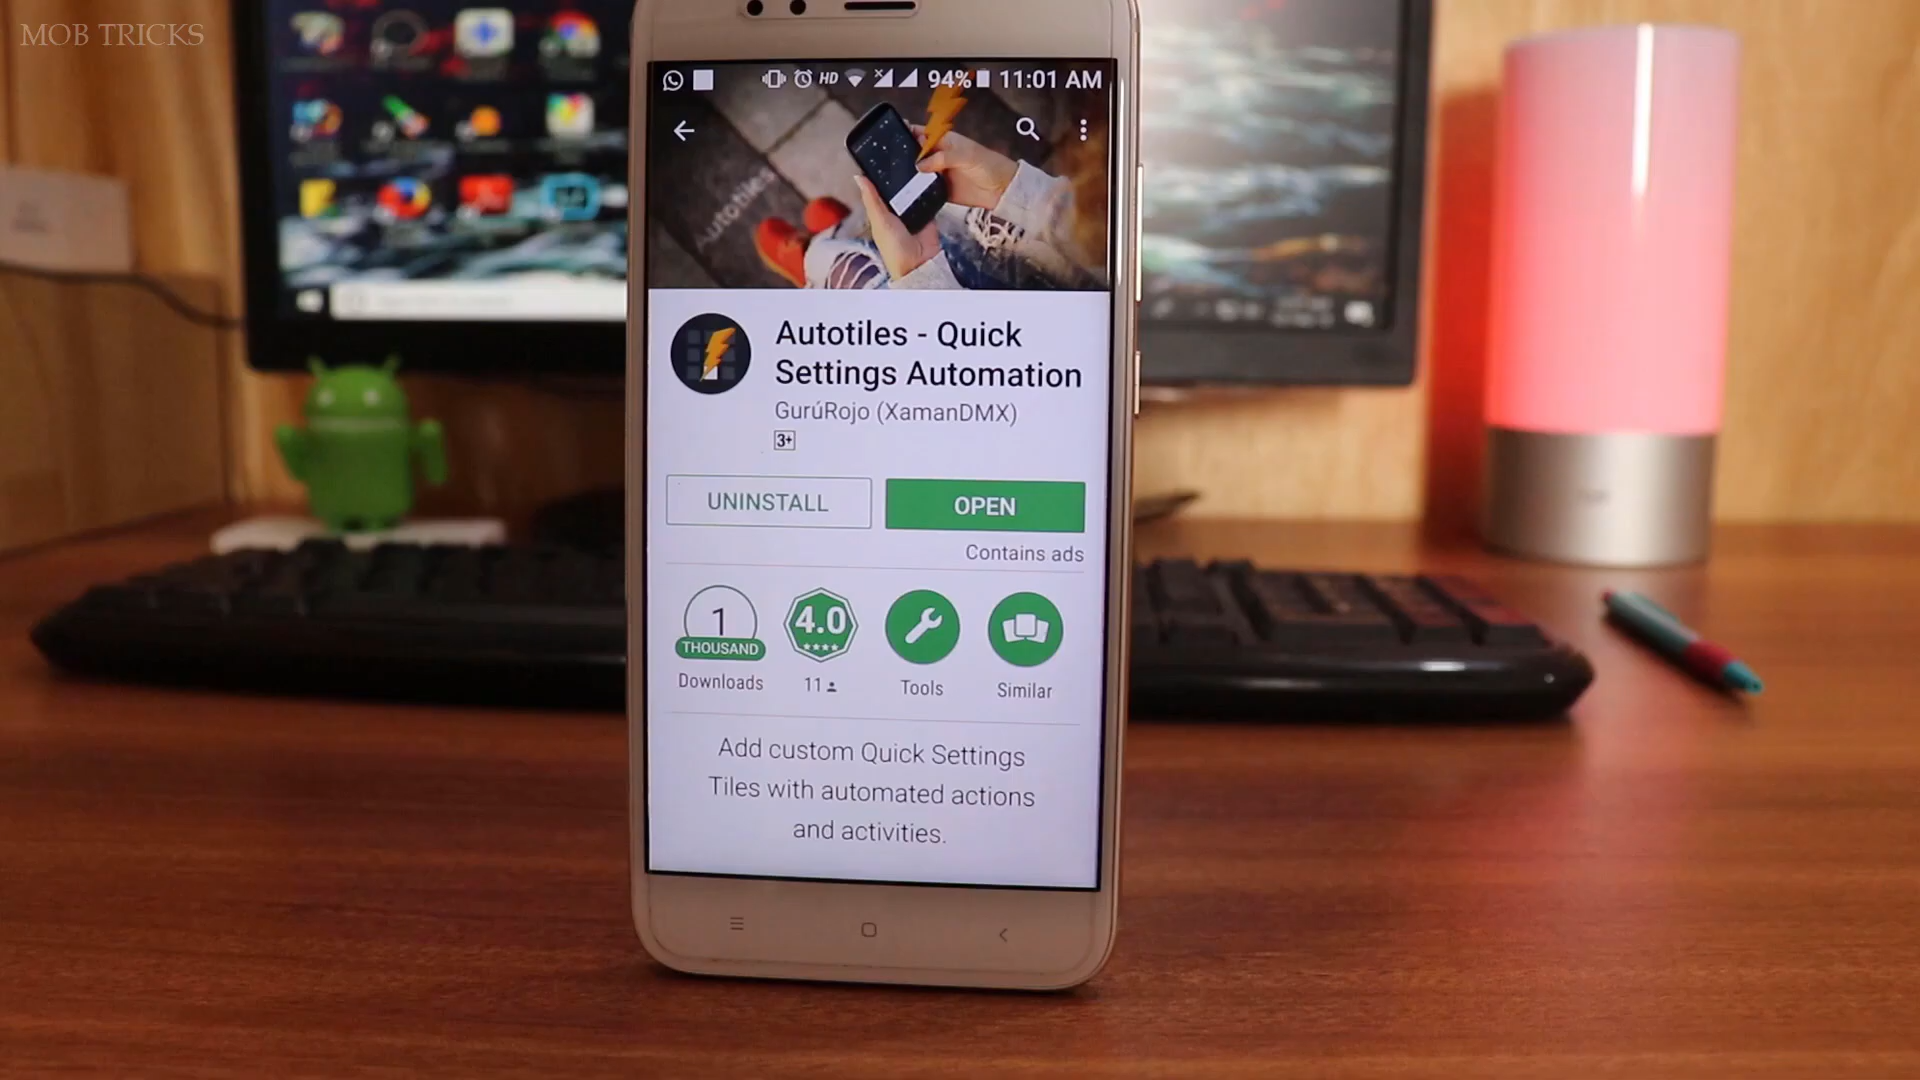 MOB TRICKS
HD 94% 11:01 AM
Autotiles
Autotiles - Quick
Settings Automation
GurúRojo (XamanDMX)
3+
UNINSTALL
OPEN
Contains ads
1
THOUSAND
4.0
Downloads
11
Tools
Similar
Add custom Quick Settings
Tiles with automated actions
and activities.